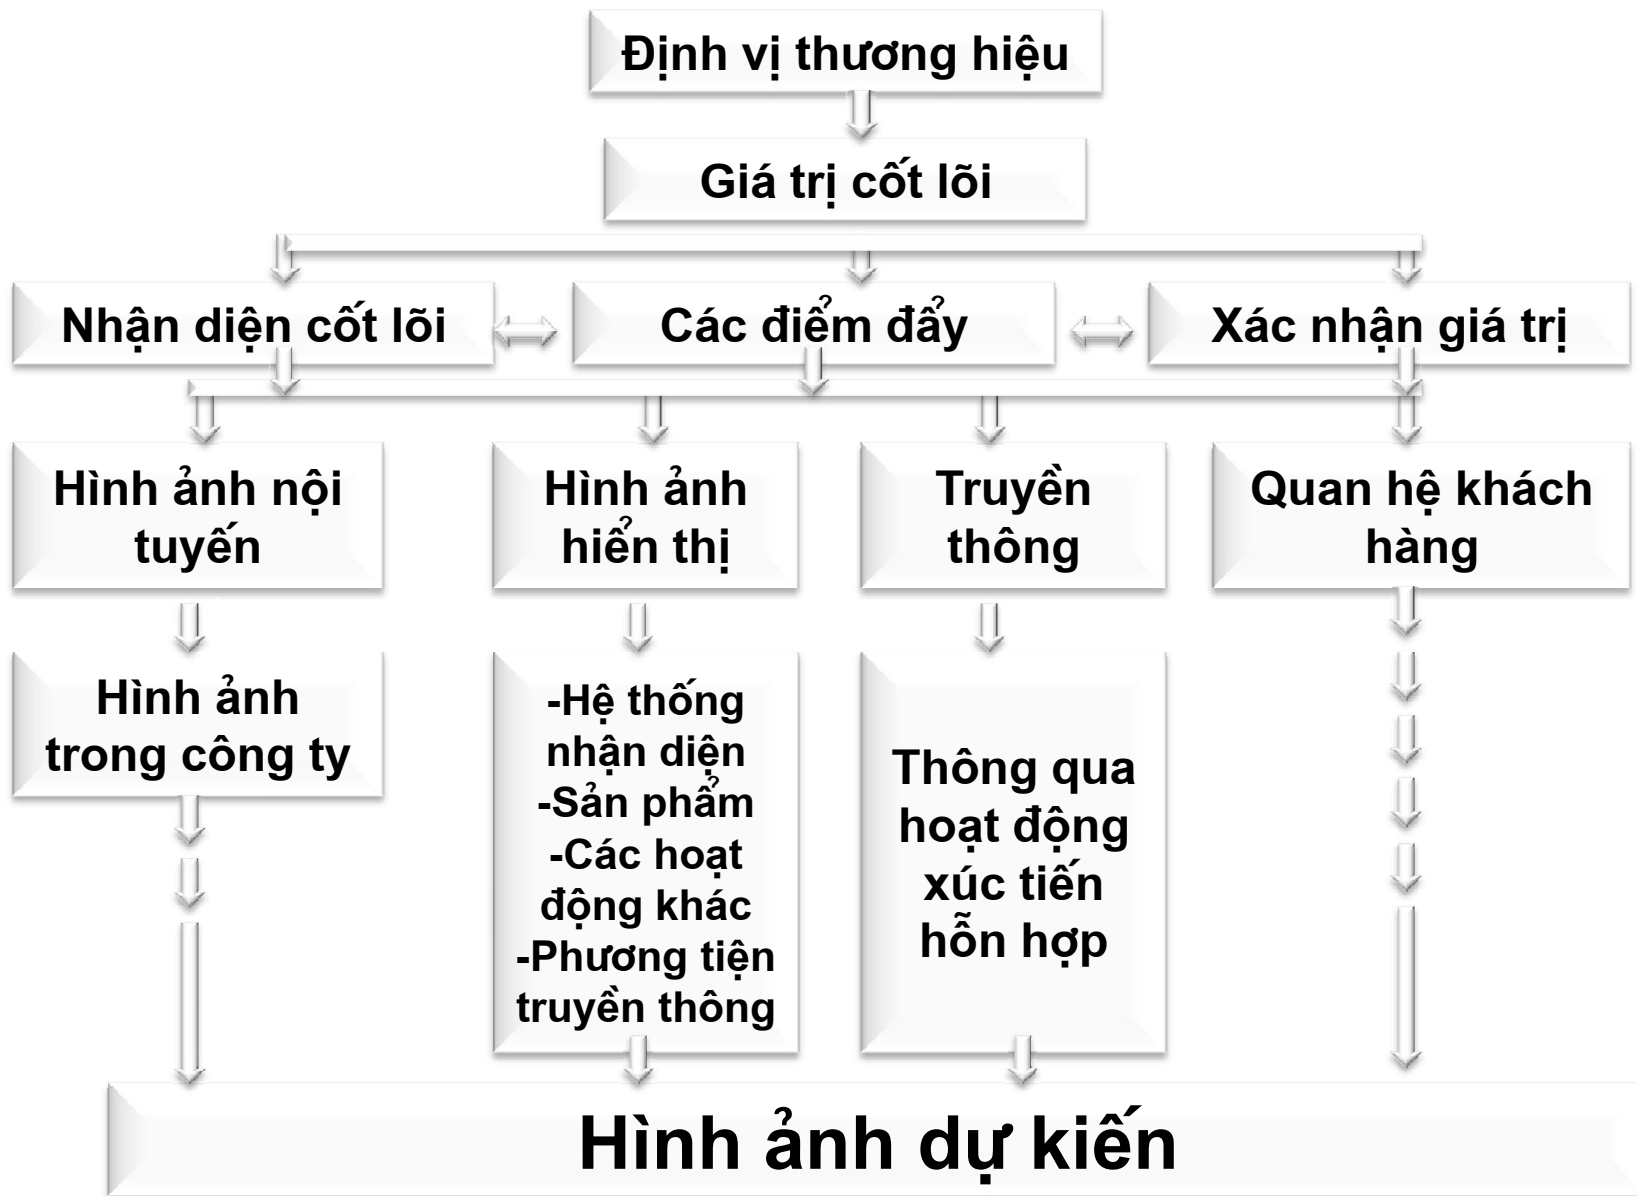 Định vị thương hiệu
Giá trị cốt lõi
Nhận diện cốt lõi
Các điểm đẩy
Xác nhận giá trị
Hình ảnh nội
tuyến
Hình ảnh
hiển thị
Truyền
thông
Quan hệ khách
hàng
Hình ảnh
trong công ty
-Hệ thống
nhận diện
-Sản phẩm
-Các hoạt
động khác
-Phương tiện
truyền thông
Thông qua
hoạt động
xúc tiến
hỗn hợp
Hình ảnh dự kiến